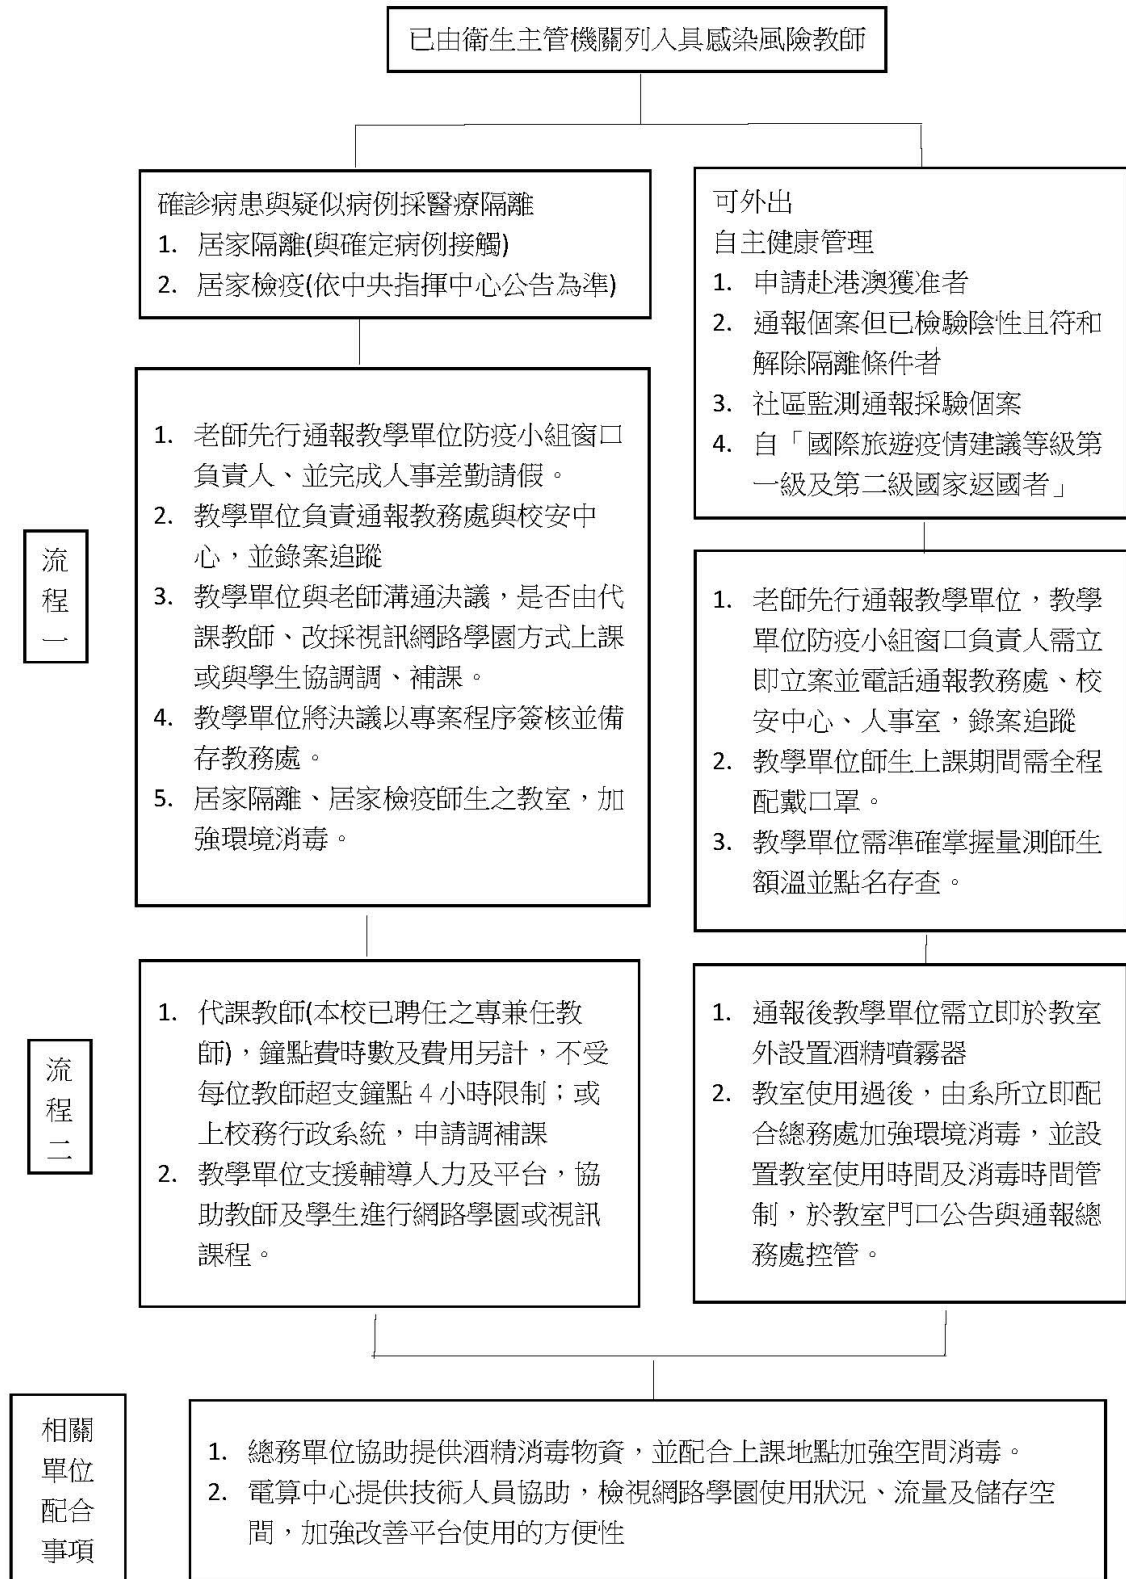 已由衛生主管機關列入具感染風險教師
確診病患與疑似病例採醫療隔離
1. 居家隔離(與確定病例接觸)
2. 居家檢疫(依中央指揮中心公告為準)
可外出
自主健康管理
1. 申請赴港澳獲准者
2. 通報個案但已檢驗陰性且符和
解除隔離條件者
3. 社區監測通報採驗個案
4. 自「國際旅遊疫情建議等級第
一級及第二級國家返國者」
流
程
一
1. 老師先行通報教學單位防疫小組窗口
負責人、並完成人事差勤請假。
2. 教學單位負責通報教務處與校安中
心,並錄案追蹤
3. 教學單位與老師溝通決議,是否由代
課教師、改採視訊網路學園方式上課
或與學生協調調、補課。
4. 教學單位將決議以專案程序簽核並備
存教務處。
5. 居家隔離、居家檢疫師生之教室,加
強環境消毒。
1. 老師先行通報教學單位,教學
單位防疫小組窗口負責人需立
即立案並電話通報教務處、校
安中心、人事室,錄案追蹤
2. 教學單位師生上課期間需全程
配戴口罩。
3. 教學單位需準確掌握量測師生
額溫並點名存查。
流
程
二
1. 代課教師(本校已聘任之專兼任教
師),鐘點費時數及費用另計,不受
每位教師超支鐘點 4 小時限制;或
上校務行政系統,申請調補課
2. 教學單位支援輔導人力及平台,協
助教師及學生進行網路學園或視訊
課程。
1. 通報後教學單位需立即於教室
外設置酒精噴霧器
2. 教室使用過後,由系所立即配
合總務處加強環境消毒,並設
置教室使用時間及消毒時間管
制,於教室門口公告與通報總
務處控管。
相關
單位
配合
事項
1. 總務單位協助提供酒精消毒物資,並配合上課地點加強空間消毒。
2. 電算中心提供技術人員協助,檢視網路學園使用狀況、流量及儲存空
間,加強改善平台使用的方便性